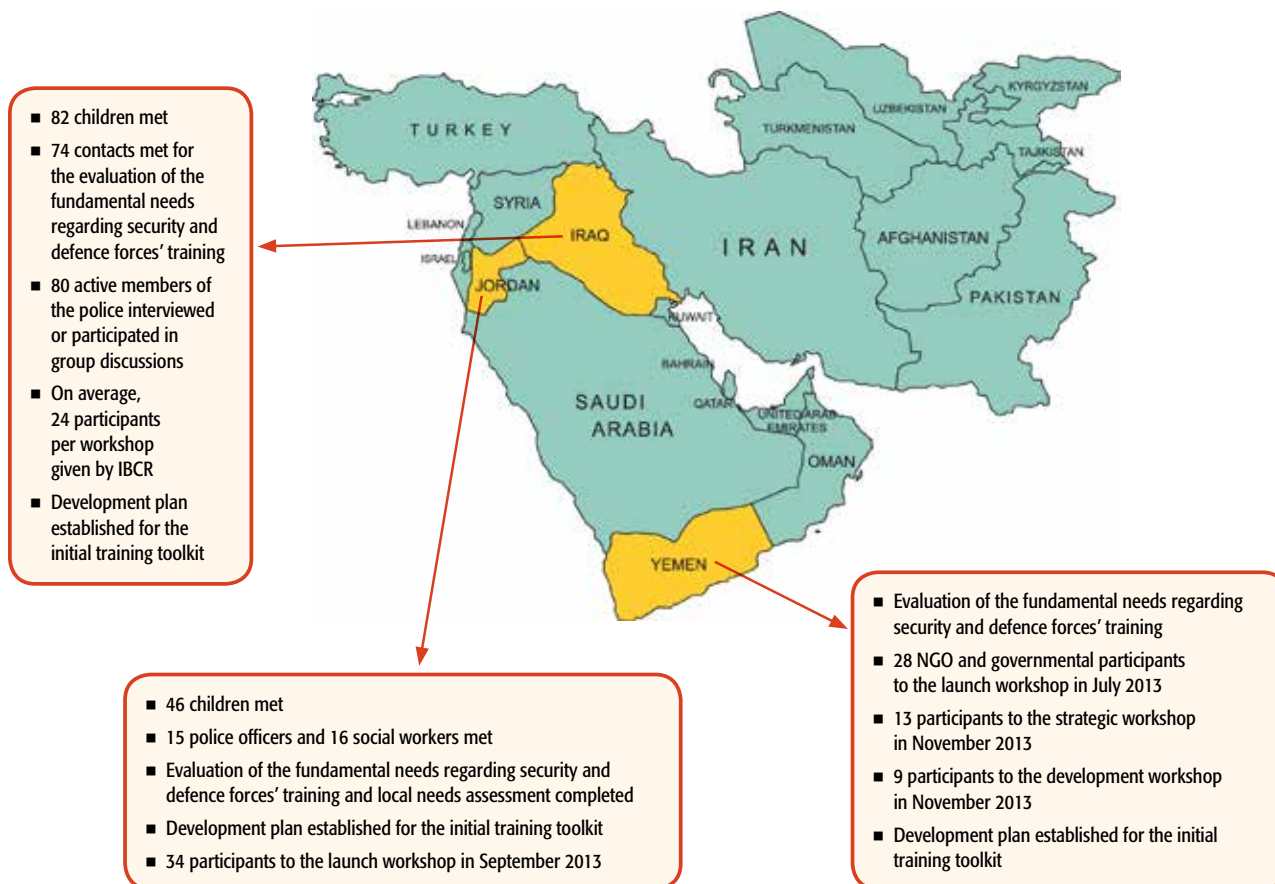 ■ 82 children met
■ 74 contacts met for
the evaluation of the
fundamental needs
regarding security and
defence forces' training
■ 80 active members of
the police interviewed
or participated in
group discussions
■ On average,
24 participants
per workshop
given by IBCR
■ Development plan
established for the
initial training toolkit
TURKEY
SYRIA
LEBANON
ISRAEL
JORDAN
IRAQ
IRAN
KUWAIT
BAHRAIN
QATAR
UNITED ARAB
EMIRATES
SAUDI
ARABIA
OMAN
YEMEN
UZBEKISTAN
KYRGYZSTAN
TURKMENISTAN
TAJIKISTAN
AFGHANISTAN
PAKISTAN
■ 46 children met
■ 15 police officers and 16 social workers met
■ Evaluation of the fundamental needs regarding security and
defence forces' training and local needs assessment completed
■ Development plan established for the initial training toolkit
■ 34 participants to the launch workshop in September 2013
■ Evaluation of the fundamental needs regarding
security and defence forces' training
■ 28 NGO and governmental participants
to the launch workshop in July 2013
■ 13 participants to the strategic workshop
in November 2013
■ 9 participants to the development workshop
in November 2013
■ Development plan established for the initial
training toolkit